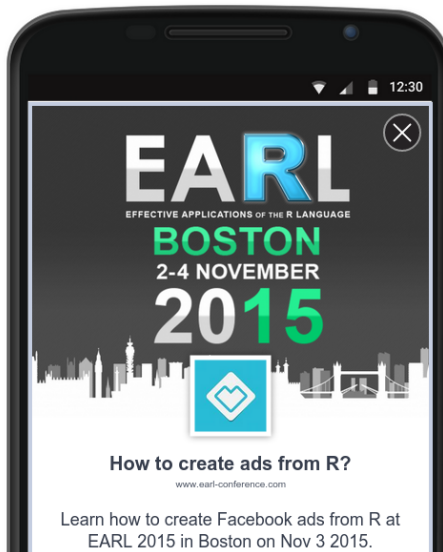 12:30
EARL
EFFECTIVE APPLICATIONS OF THE R LANGUAGE
BOSTON
2-4 NOVEMBER
2015
How to create ads from R?
www.earl-conference.com
Learn how to create Facebook ads from R at
EARL 2015 in Boston on Nov 3 2015.